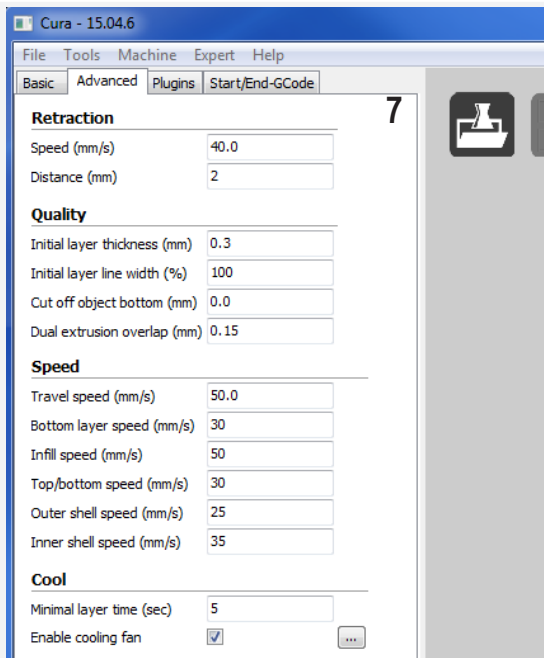 Cura - 15.04.6
File Tools Machine Expert Help
Basic Advanced Plugins Start/End-GCode
7
Retraction
Speed (mm/s) 40.0
Distance (mm) 2
Quality
Initial layer thickness (mm) 0.3
Initial layer line width (%) 100
Cut off object bottom (mm) 0.0
Dual extrusion overlap (mm) 0.15
Speed
Travel speed (mm/s) 50.0
Bottom layer speed (mm/s) 30
Infill speed (mm/s) 50
Top/bottom speed (mm/s) 30
Outer shell speed (mm/s) 25
Inner shell speed (mm/s) 35
Cool
Minimal layer time (sec) 5
Enable cooling fan ...